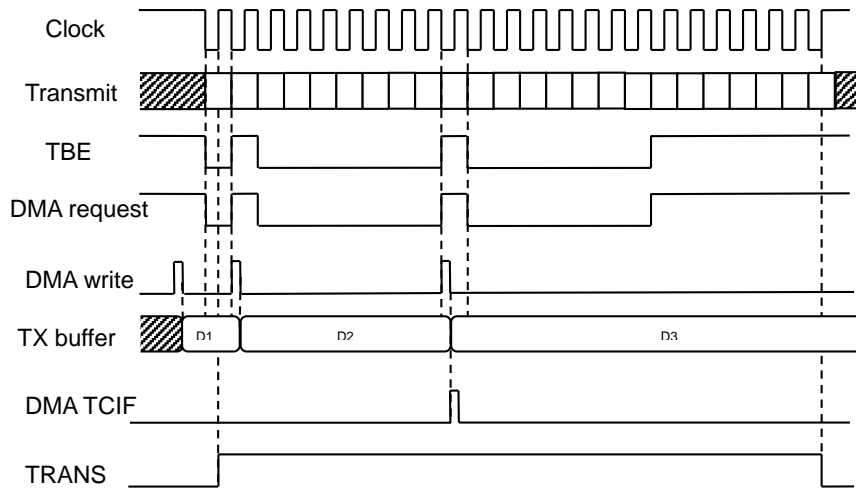 Clock
Transmit
TBE
DMA request
DMA write
TX buffer D1 D2 D3
DMA TCIF
TRANS